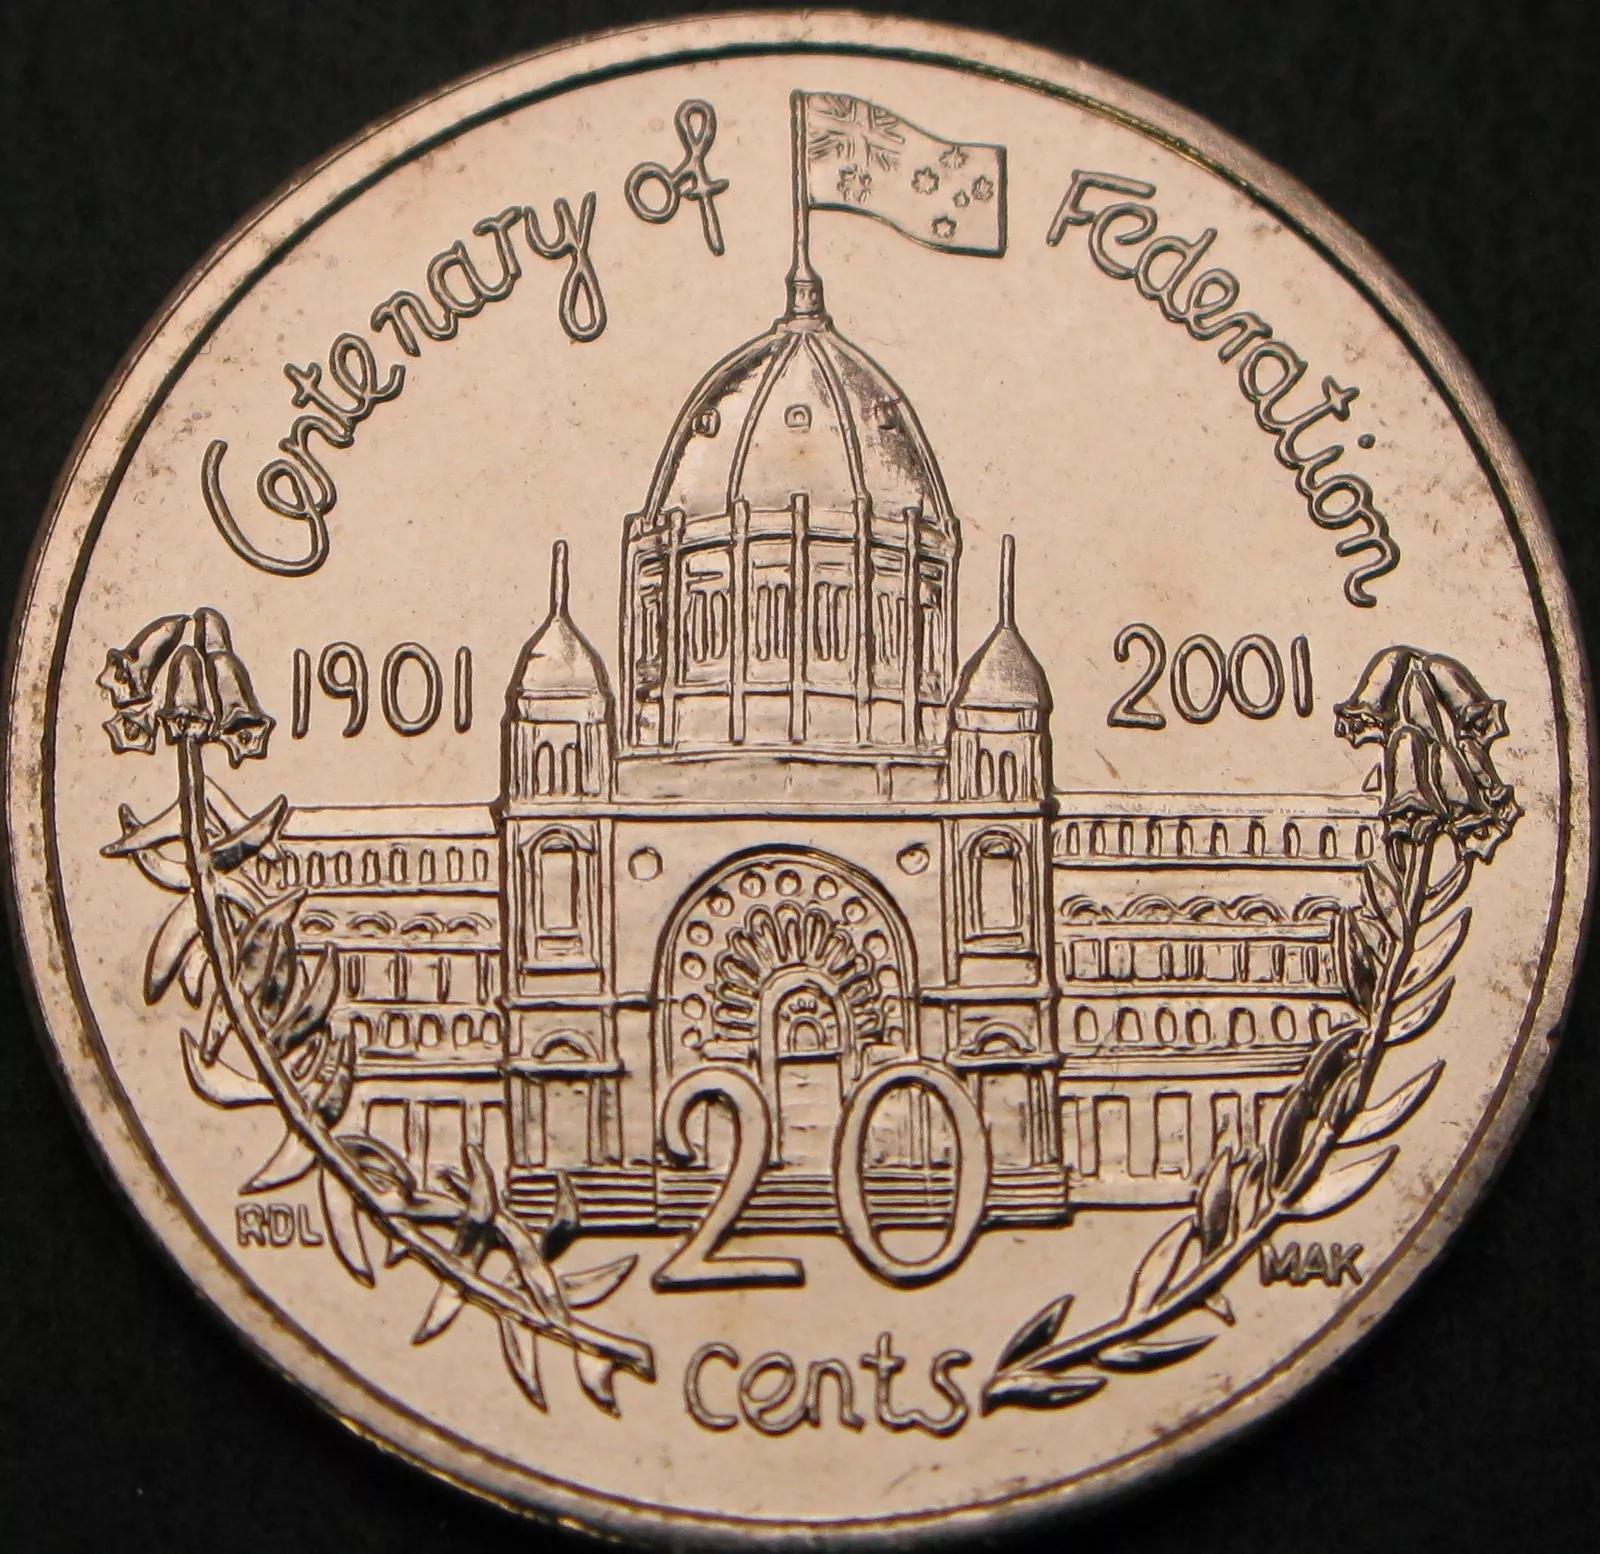 Centenary of Federation
1901 2001
20
cents
RDL
MAK